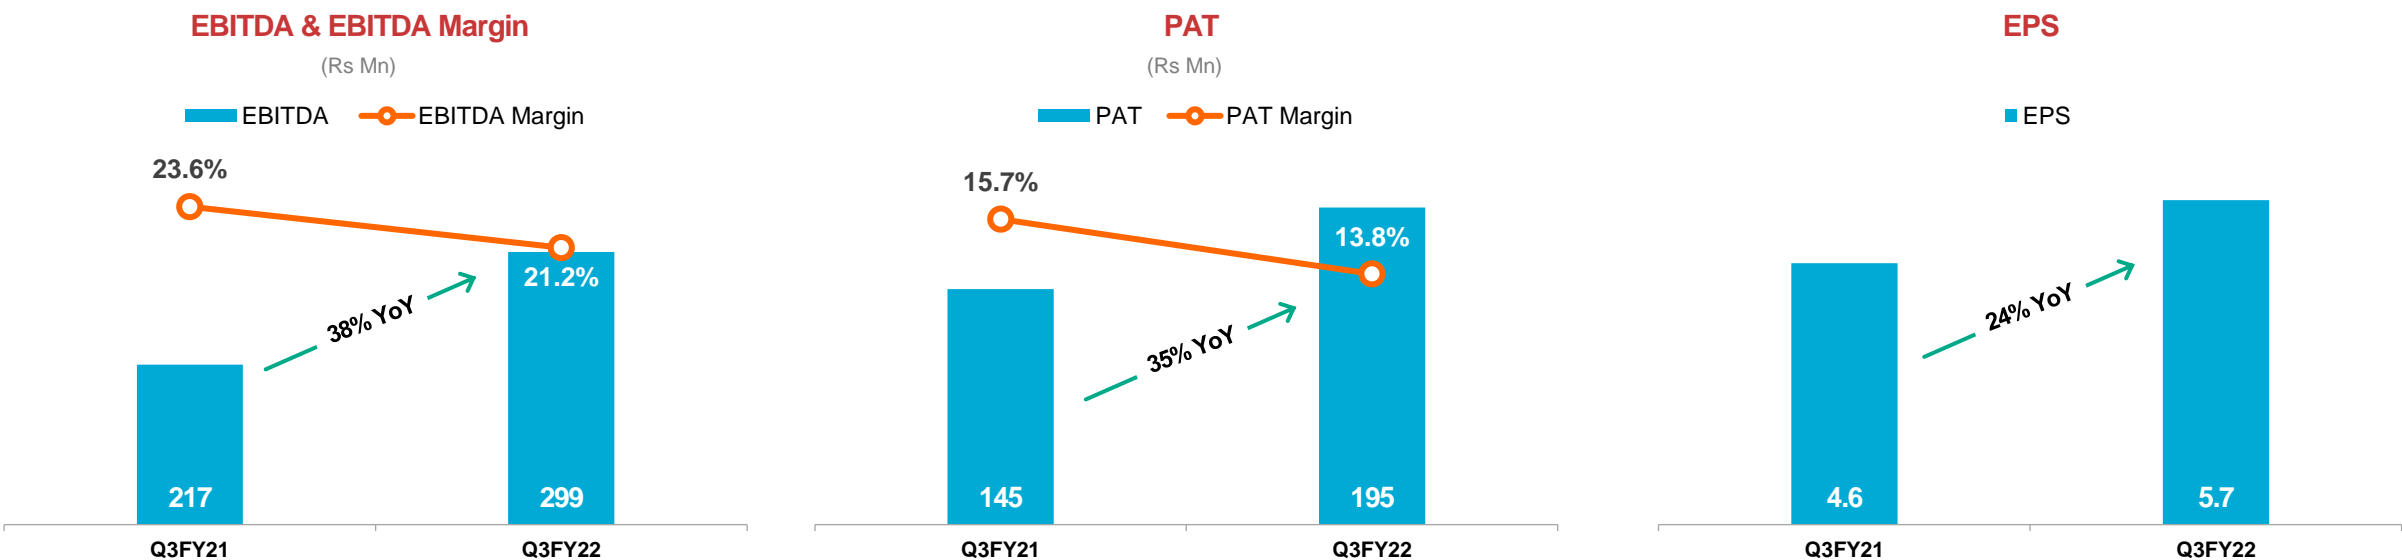 EBITDA & EBITDA Margin
(Rs Mn)
EBITDA
EBITDA Margin
23.6%
21.2%
38% YoY
217
299
Q3FY21
Q3FY22
PAT
(Rs Mn)
PAT
PAT Margin
15.7%
13.8%
35% YoY
145
195
Q3FY21
Q3FY22
EPS
EPS
24% YoY
4.6
5.7
Q3FY21
Q3FY22